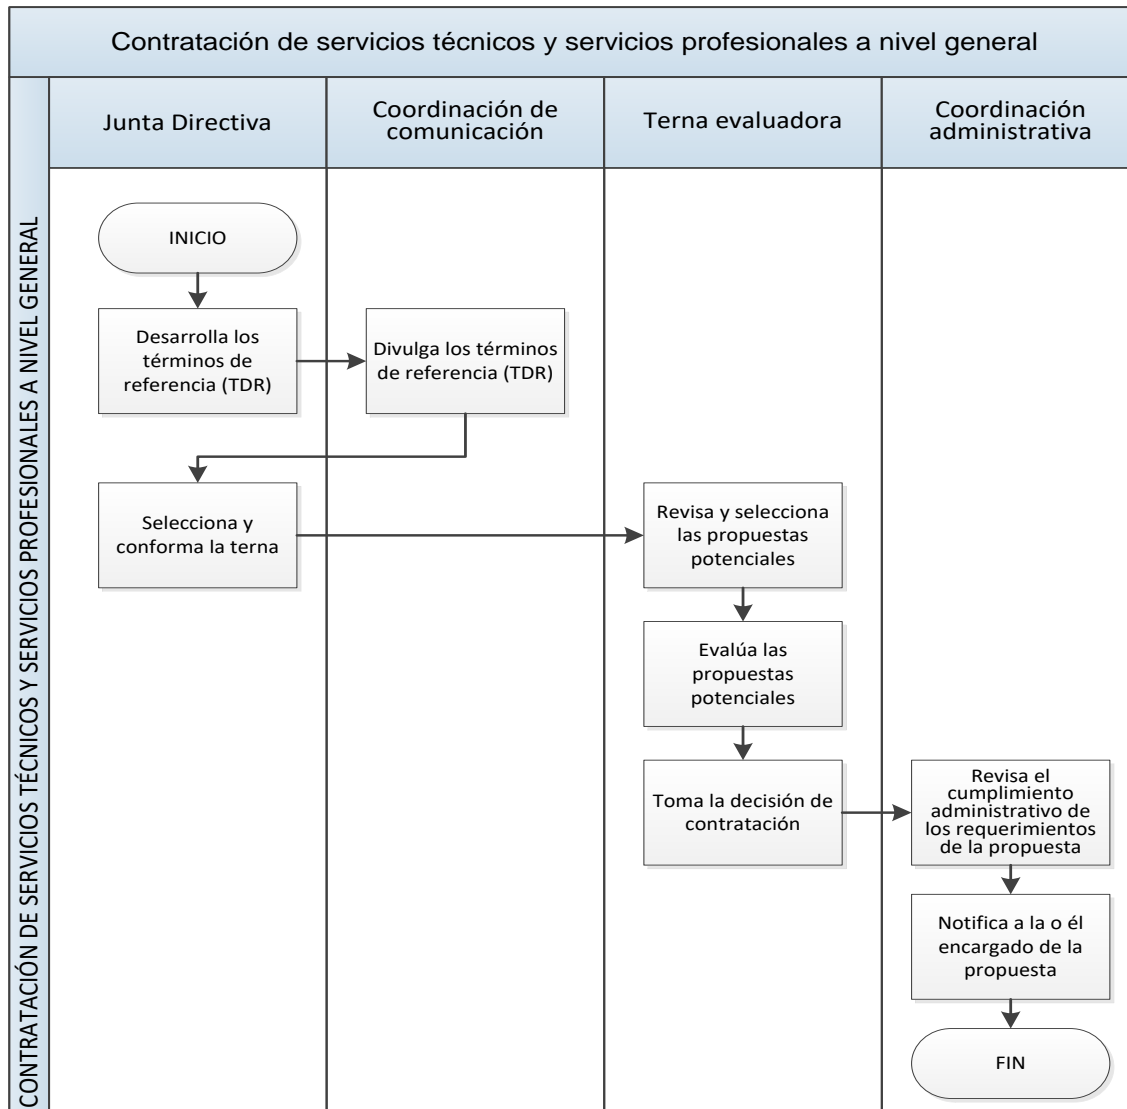 Contratación de servicios técnicos y servicios profesionales a nivel general
CONTRATACIÓN DE SERVICIOS TÉCNICOS Y SERVICIOS PROFESIONALES A NIVEL GENERAL
Junta Directiva
Coordinación de
comunicación
Terna evaluadora
Coordinación
administrativa
INICIO
Desarrolla los
términos de
referencia (TDR)
Divulga los términos
de referencia (TDR)
Selecciona y
conforma la terna
Revisa y selecciona
las propuestas
potenciales
Evalúa las
propuestas
potenciales
Toma la decisión de
contratación
Revisa el
cumplimiento
administrativo de
los requerimientos
de la propuesta
Notifica a la o él
encargado de la
propuesta
FIN